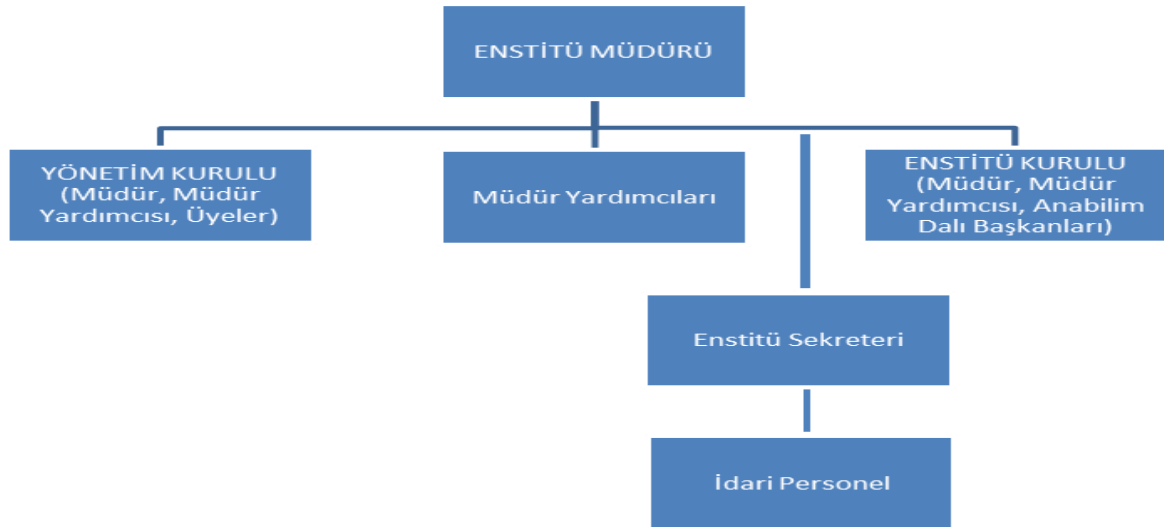 ENSTİTÜ MÜDÜRÜ
YÖNETİM KURULU
(Müdür, Müdür
Yardımcısı, Üyeler)
Müdür Yardımcıları
ENSTİTÜ KURULU
(Müdür, Müdür
Yardımcısı, Anabilim
Dalı Başkanları)
Enstitü Sekreteri
İdari Personel